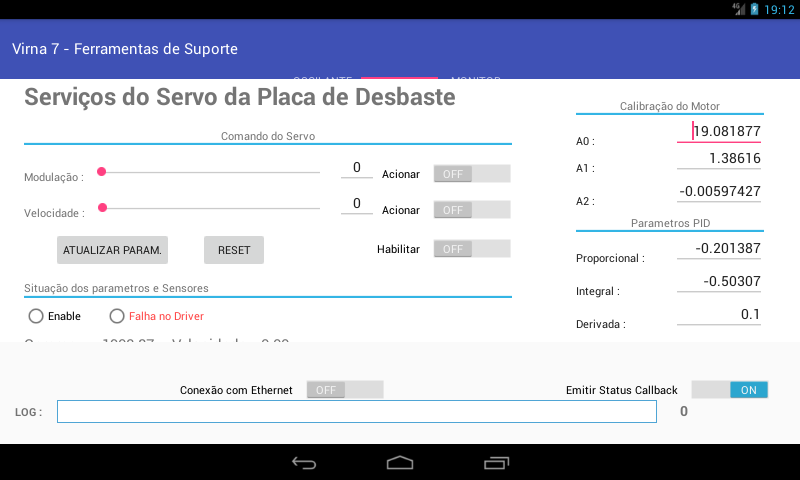 4G 19:12
Virna 7 - Ferramentas de Suporte
OSCILANTE MONITOR
Serviços do Servo da Placa de Desbaste
Comando do Servo
Modulação : 0 Acionar OFF
Velocidade : 0 Acionar OFF
ATUALIZAR PARAM. RESET Habilitar OFF
Situação dos parametros e Sensores
Enable Falha no Driver
Calibração do Motor
A0 : 19.081877
A1 : 1.38616
A2 : -0.00597427
Parametros PID
Proporcional : -0.201387
Integral : -0.50307
Derivada : 0.1
Conexão com Ethernet OFF Emitir Status Callback ON
LOG : 0